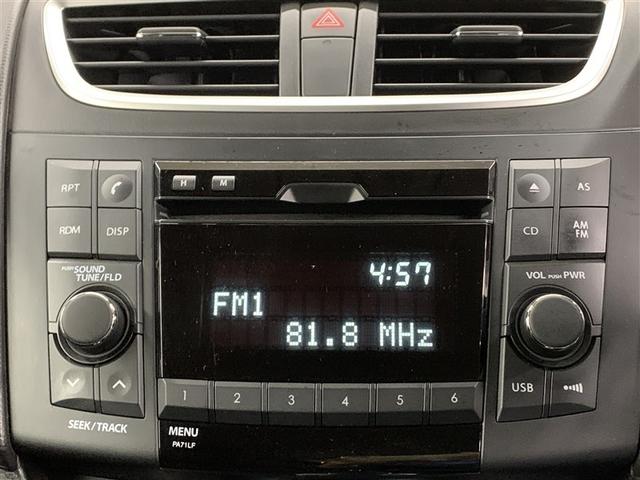 RPT
RDM
DISP
H
M
AS
CD
AM
FM
PUSH SOUND
TUNE/FLD
4:57
FM1
81.8 MHz
VOL PUSH PWR
1 2 3 4 5 6
USB
SEEK/TRACK
MENU
PA71LF